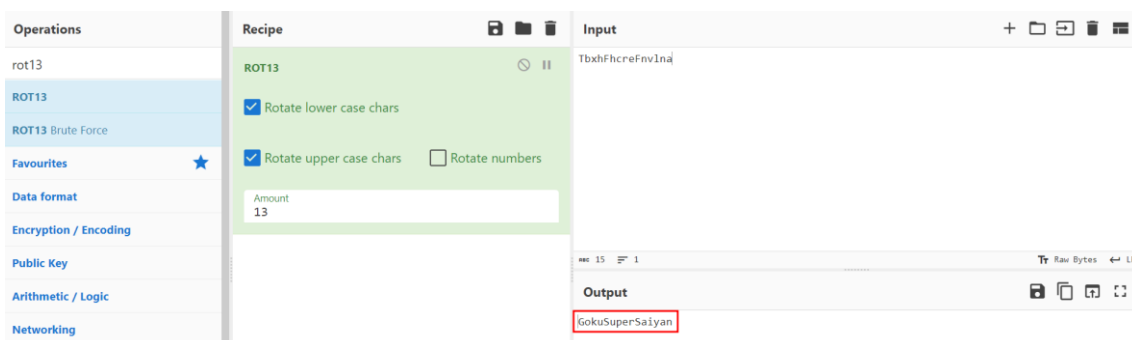 Operations
rot13
ROT13
ROT13 Brute Force
Favourites
Data format
Encryption / Encoding
Public Key
Arithmetic / Logic
Networking
Recipe
ROT13
Rotate lower case chars
Rotate upper case chars
Rotate numbers
Amount
13
Input
TbxhFhcreFnvlna
ABC 15 1
Tт Raw Bytes
Output
GokuSuperSaiyan